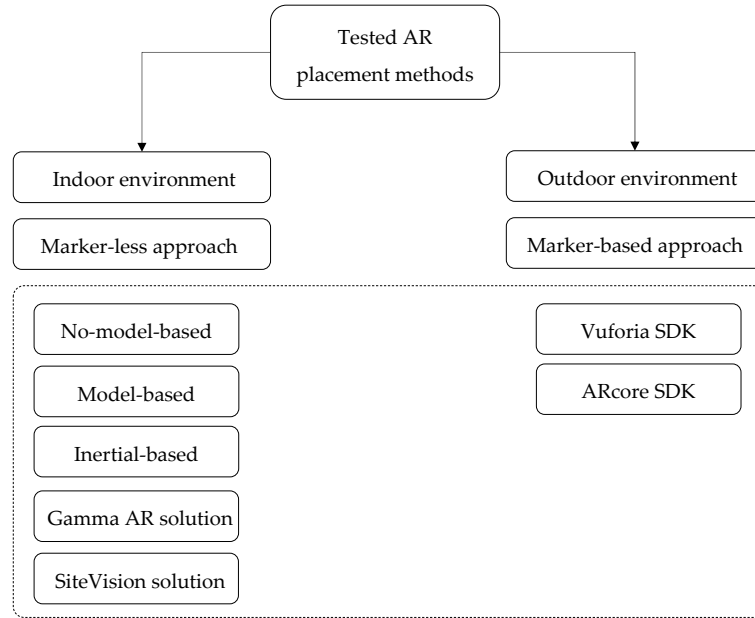 Tested AR
placement methods
Indoor environment
Outdoor environment
Marker-less approach
Marker-based approach
No-model-based
Vuforia SDK
Model-based
ARcore SDK
Inertial-based
Gamma AR solution
SiteVision solution